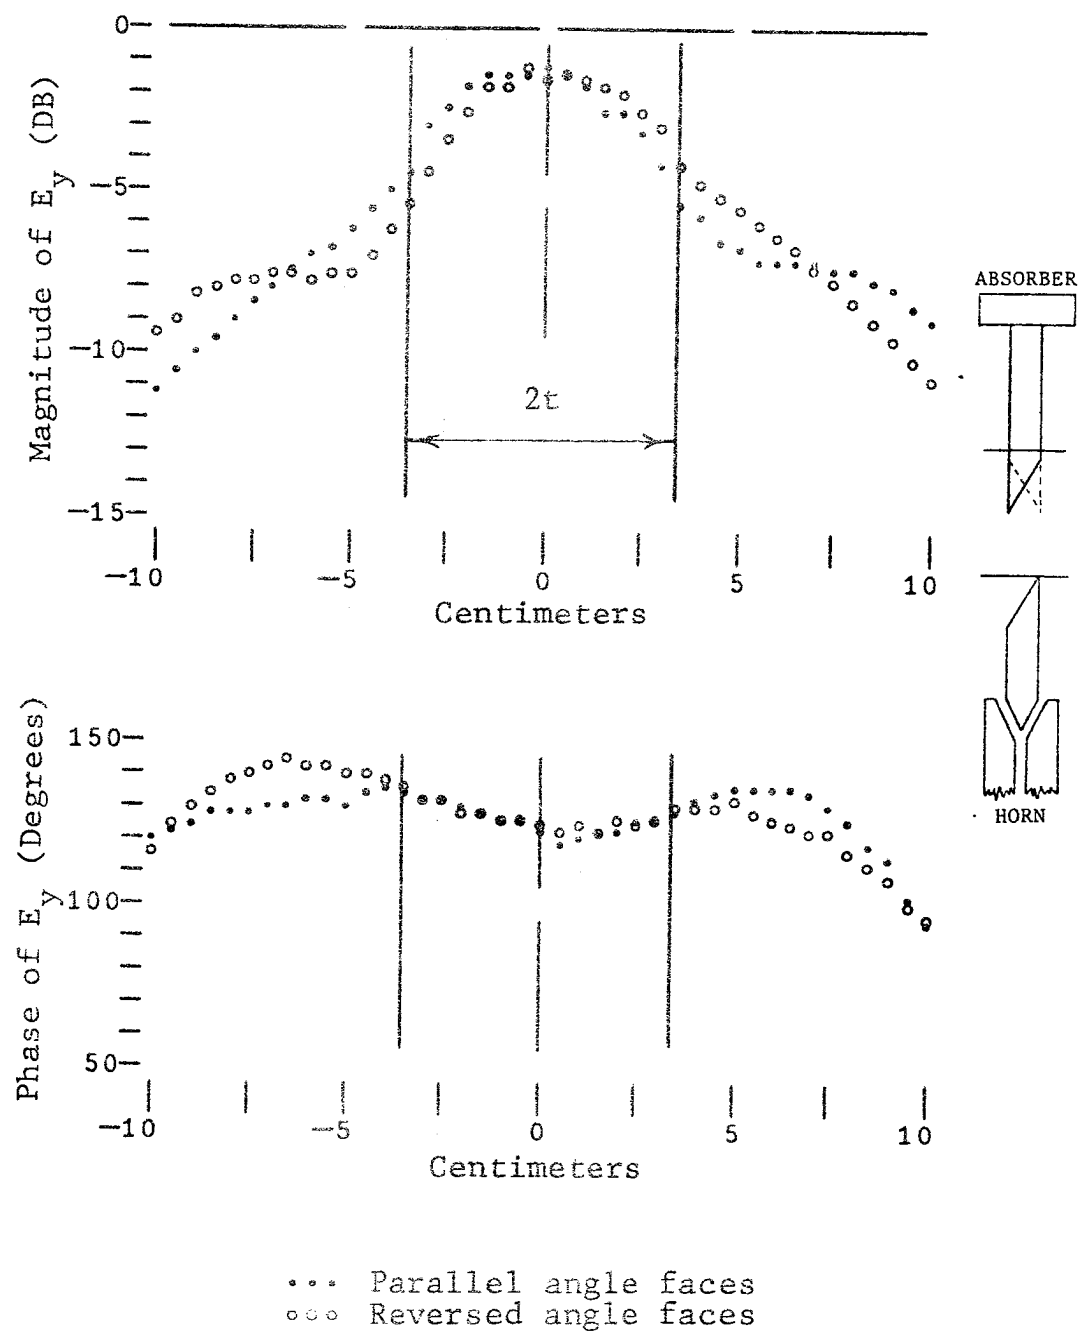 Magnitude of Ey (DB)
0
−5
−10
−15
2t
−10 −5 0 5 10
Centimeters
ABSORBER
HORN
Phase of Ey (Degrees)
150
100
50
−10 −5 0 5 10
Centimeters
Parallel angle faces
Reversed angle faces